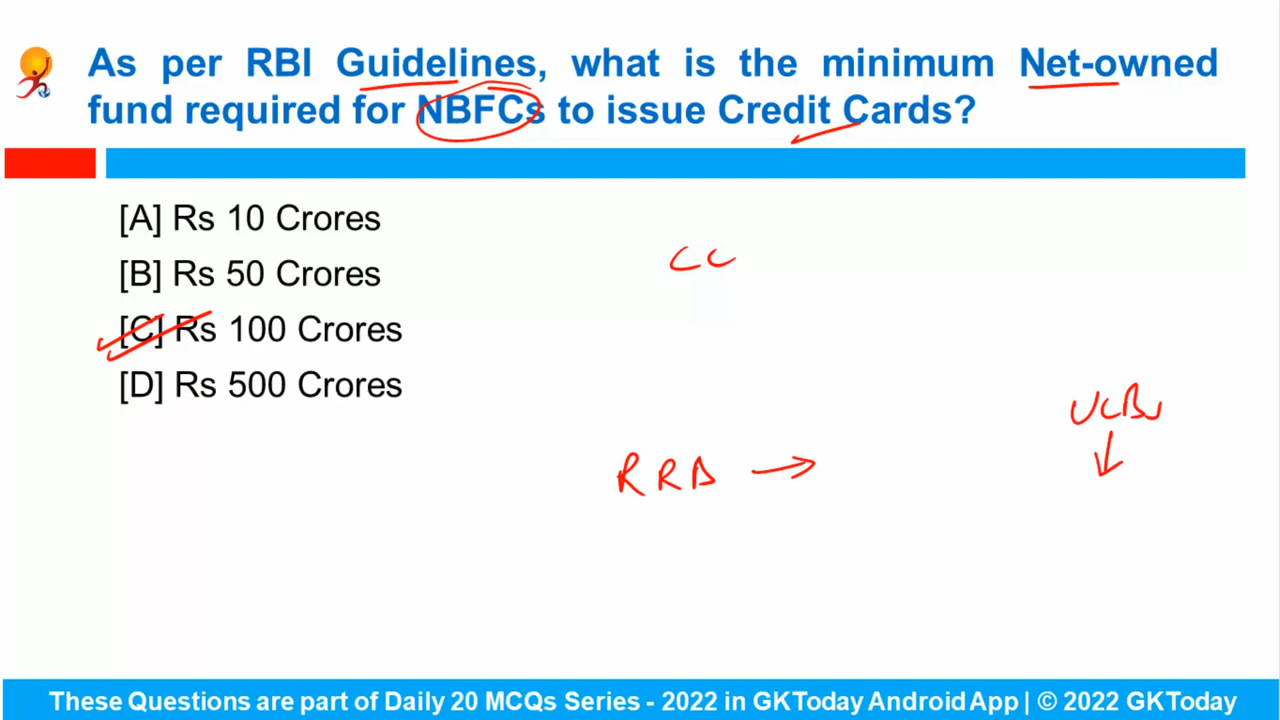 As per RBI Guidelines, what is the minimum Net-owned
fund required for NBFCs to issue Credit Cards?
[A] Rs 10 Crores
[B] Rs 50 Crores
[C] Rs 100 Crores
[D] Rs 500 Crores
CC
UCBs
RRB
These Questions are part of Daily 20 MCQs Series - 2022 in GKToday Android App | © 2022 GKToday